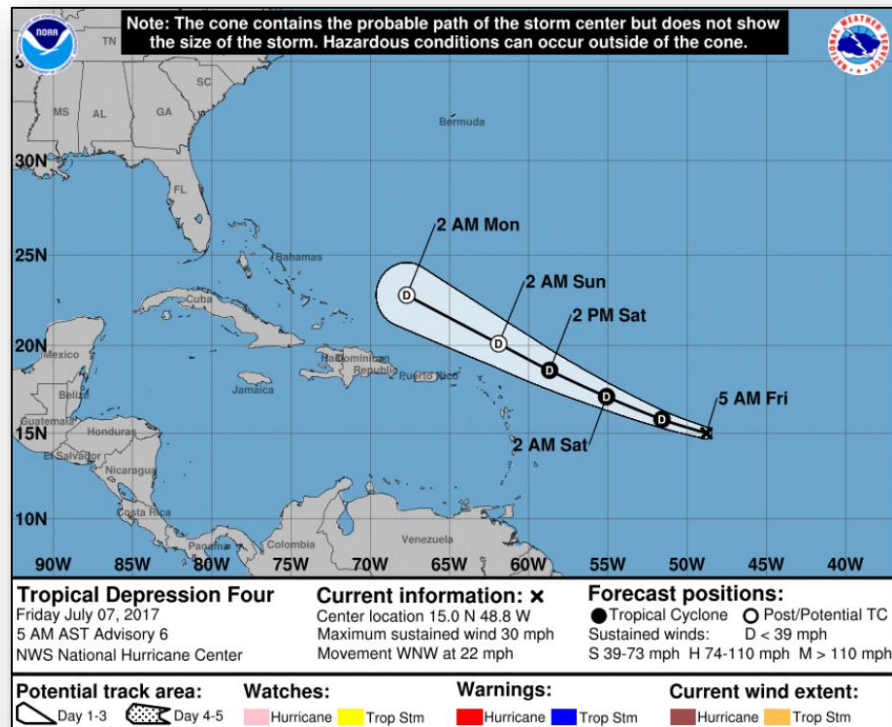 Note: The cone contains the probable path of the storm center but does not show
the size of the storm. Hazardous conditions can occur outside of the cone.
NOAA
NATIONAL WEATHER SERVICE
TN
35N
SC
MS AL GA
Bermuda
30N
FL
2 AM Mon
25N
Bahamas
2 AM Sun
Cuba
D
2 PM Sat
D
20N
Mexico
Haiti
Dominican
Republic
Puerto Rico
D
Jamaica
Belize
D
5 AM Fri
Guatemala
D
15N
Honduras
2 AM Sat
El Salvador
Nicaragua
10N
Costa Rica
Panama
Colombia
Venezuela
90W 85W 80W 75W 70W 65W 60W 55W 50W 45W 40W
Tropical Depression Four
Friday July 07, 2017
5 AM AST Advisory 6
NWS National Hurricane Center
Current information: x
Center location 15.0 N 48.8 W
Maximum sustained wind 30 mph
Movement WNW at 22 mph
Forecast positions:
Tropical Cyclone Post/Potential TC
Sustained winds: D < 39 mph
S 39-73 mph H 74-110 mph M > 110 mph
Potential track area:
Day 1-3 Day 4-5
Watches:
Hurricane Trop Stm
Warnings:
Hurricane Trop Stm
Current wind extent:
Hurricane Trop Stm